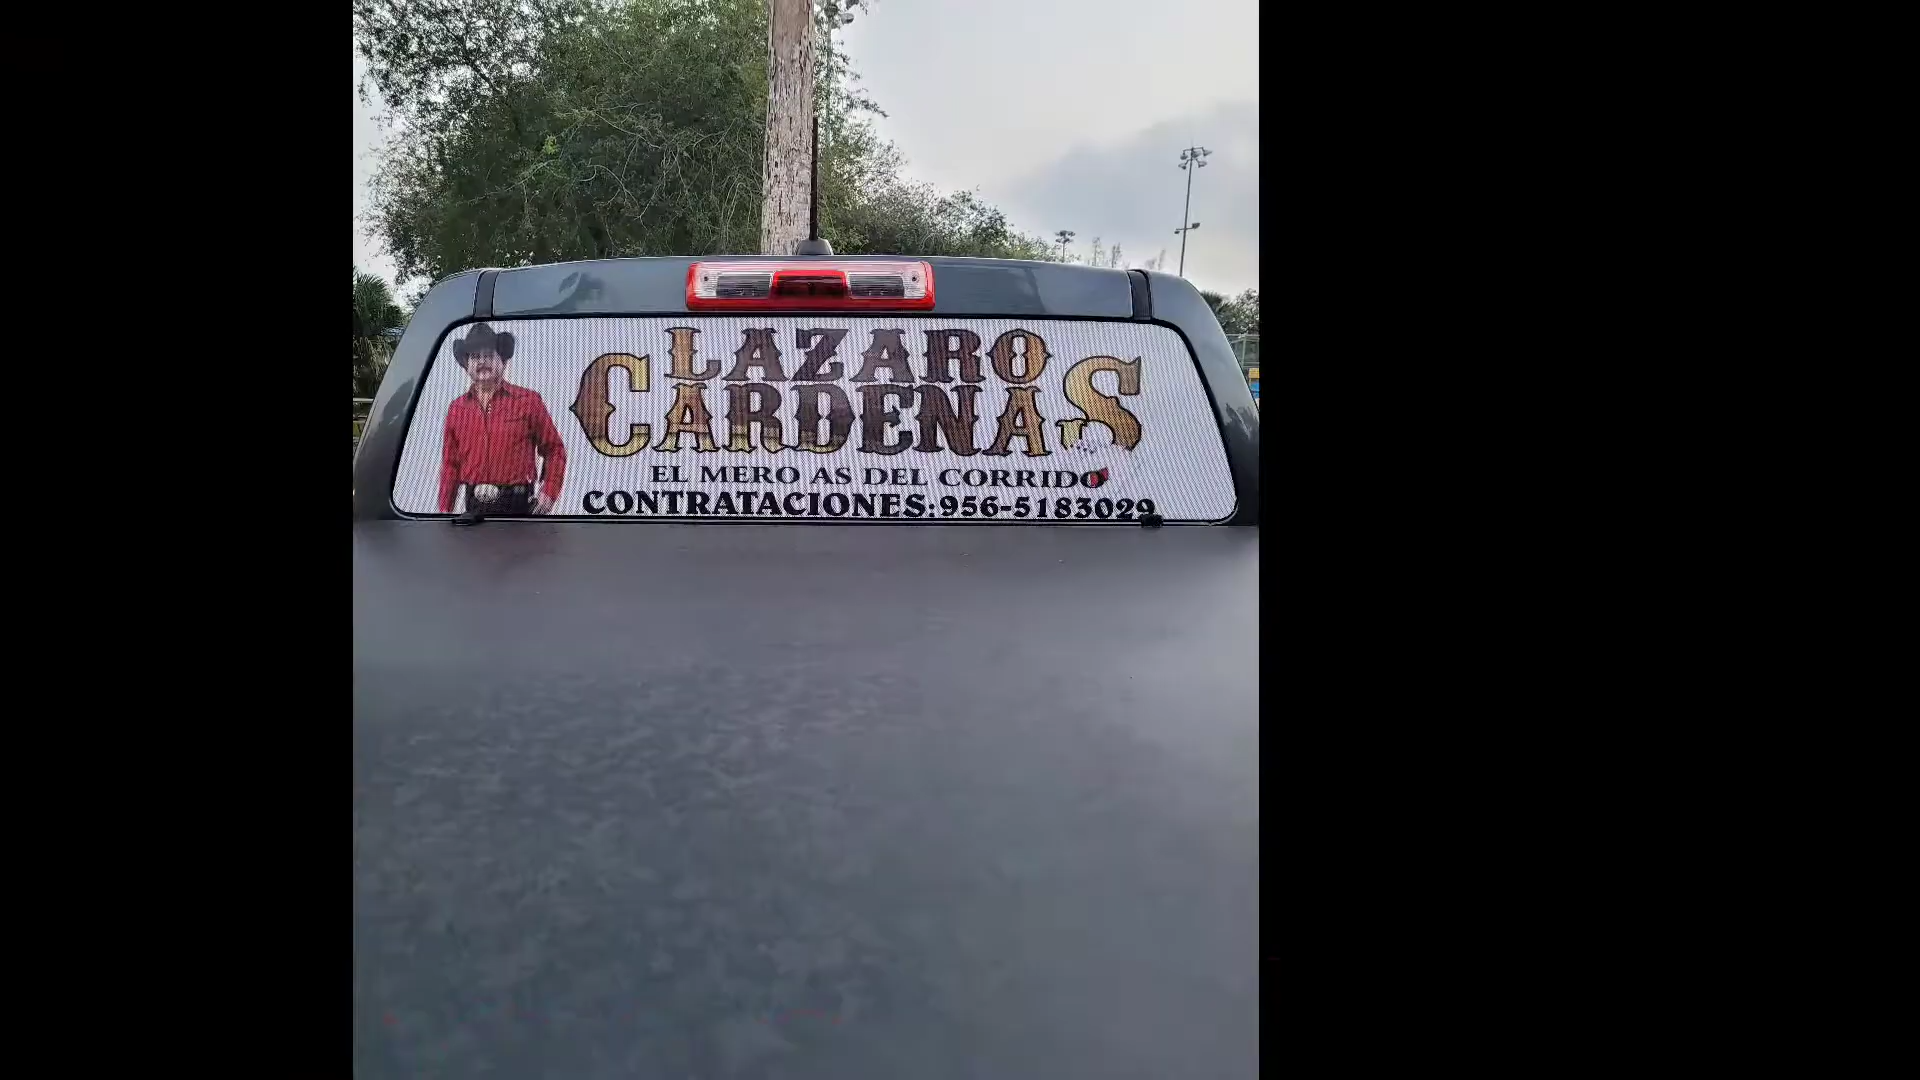 LAZARO
CARDENAS
EL MERO AS DEL CORRIDO
CONTRATACIONES:956-5183029